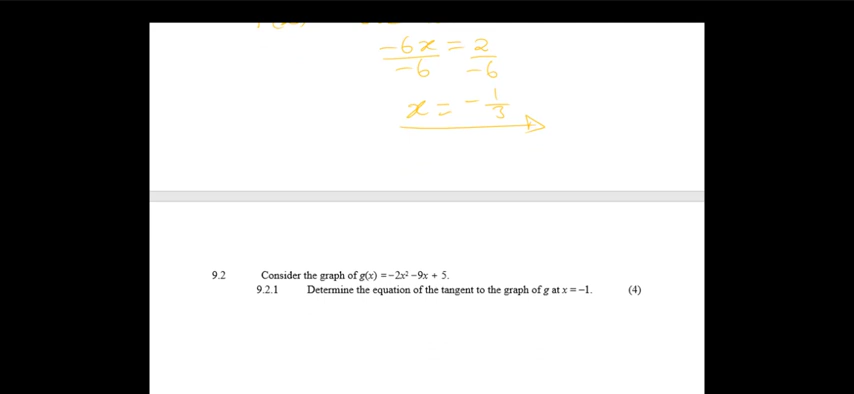 -6x = 2
-6 -6
x = -1/3
9.2 Consider the graph of g(x) = −2x² −9x + 5.
9.2.1 Determine the equation of the tangent to the graph of g at x = −1. (4)